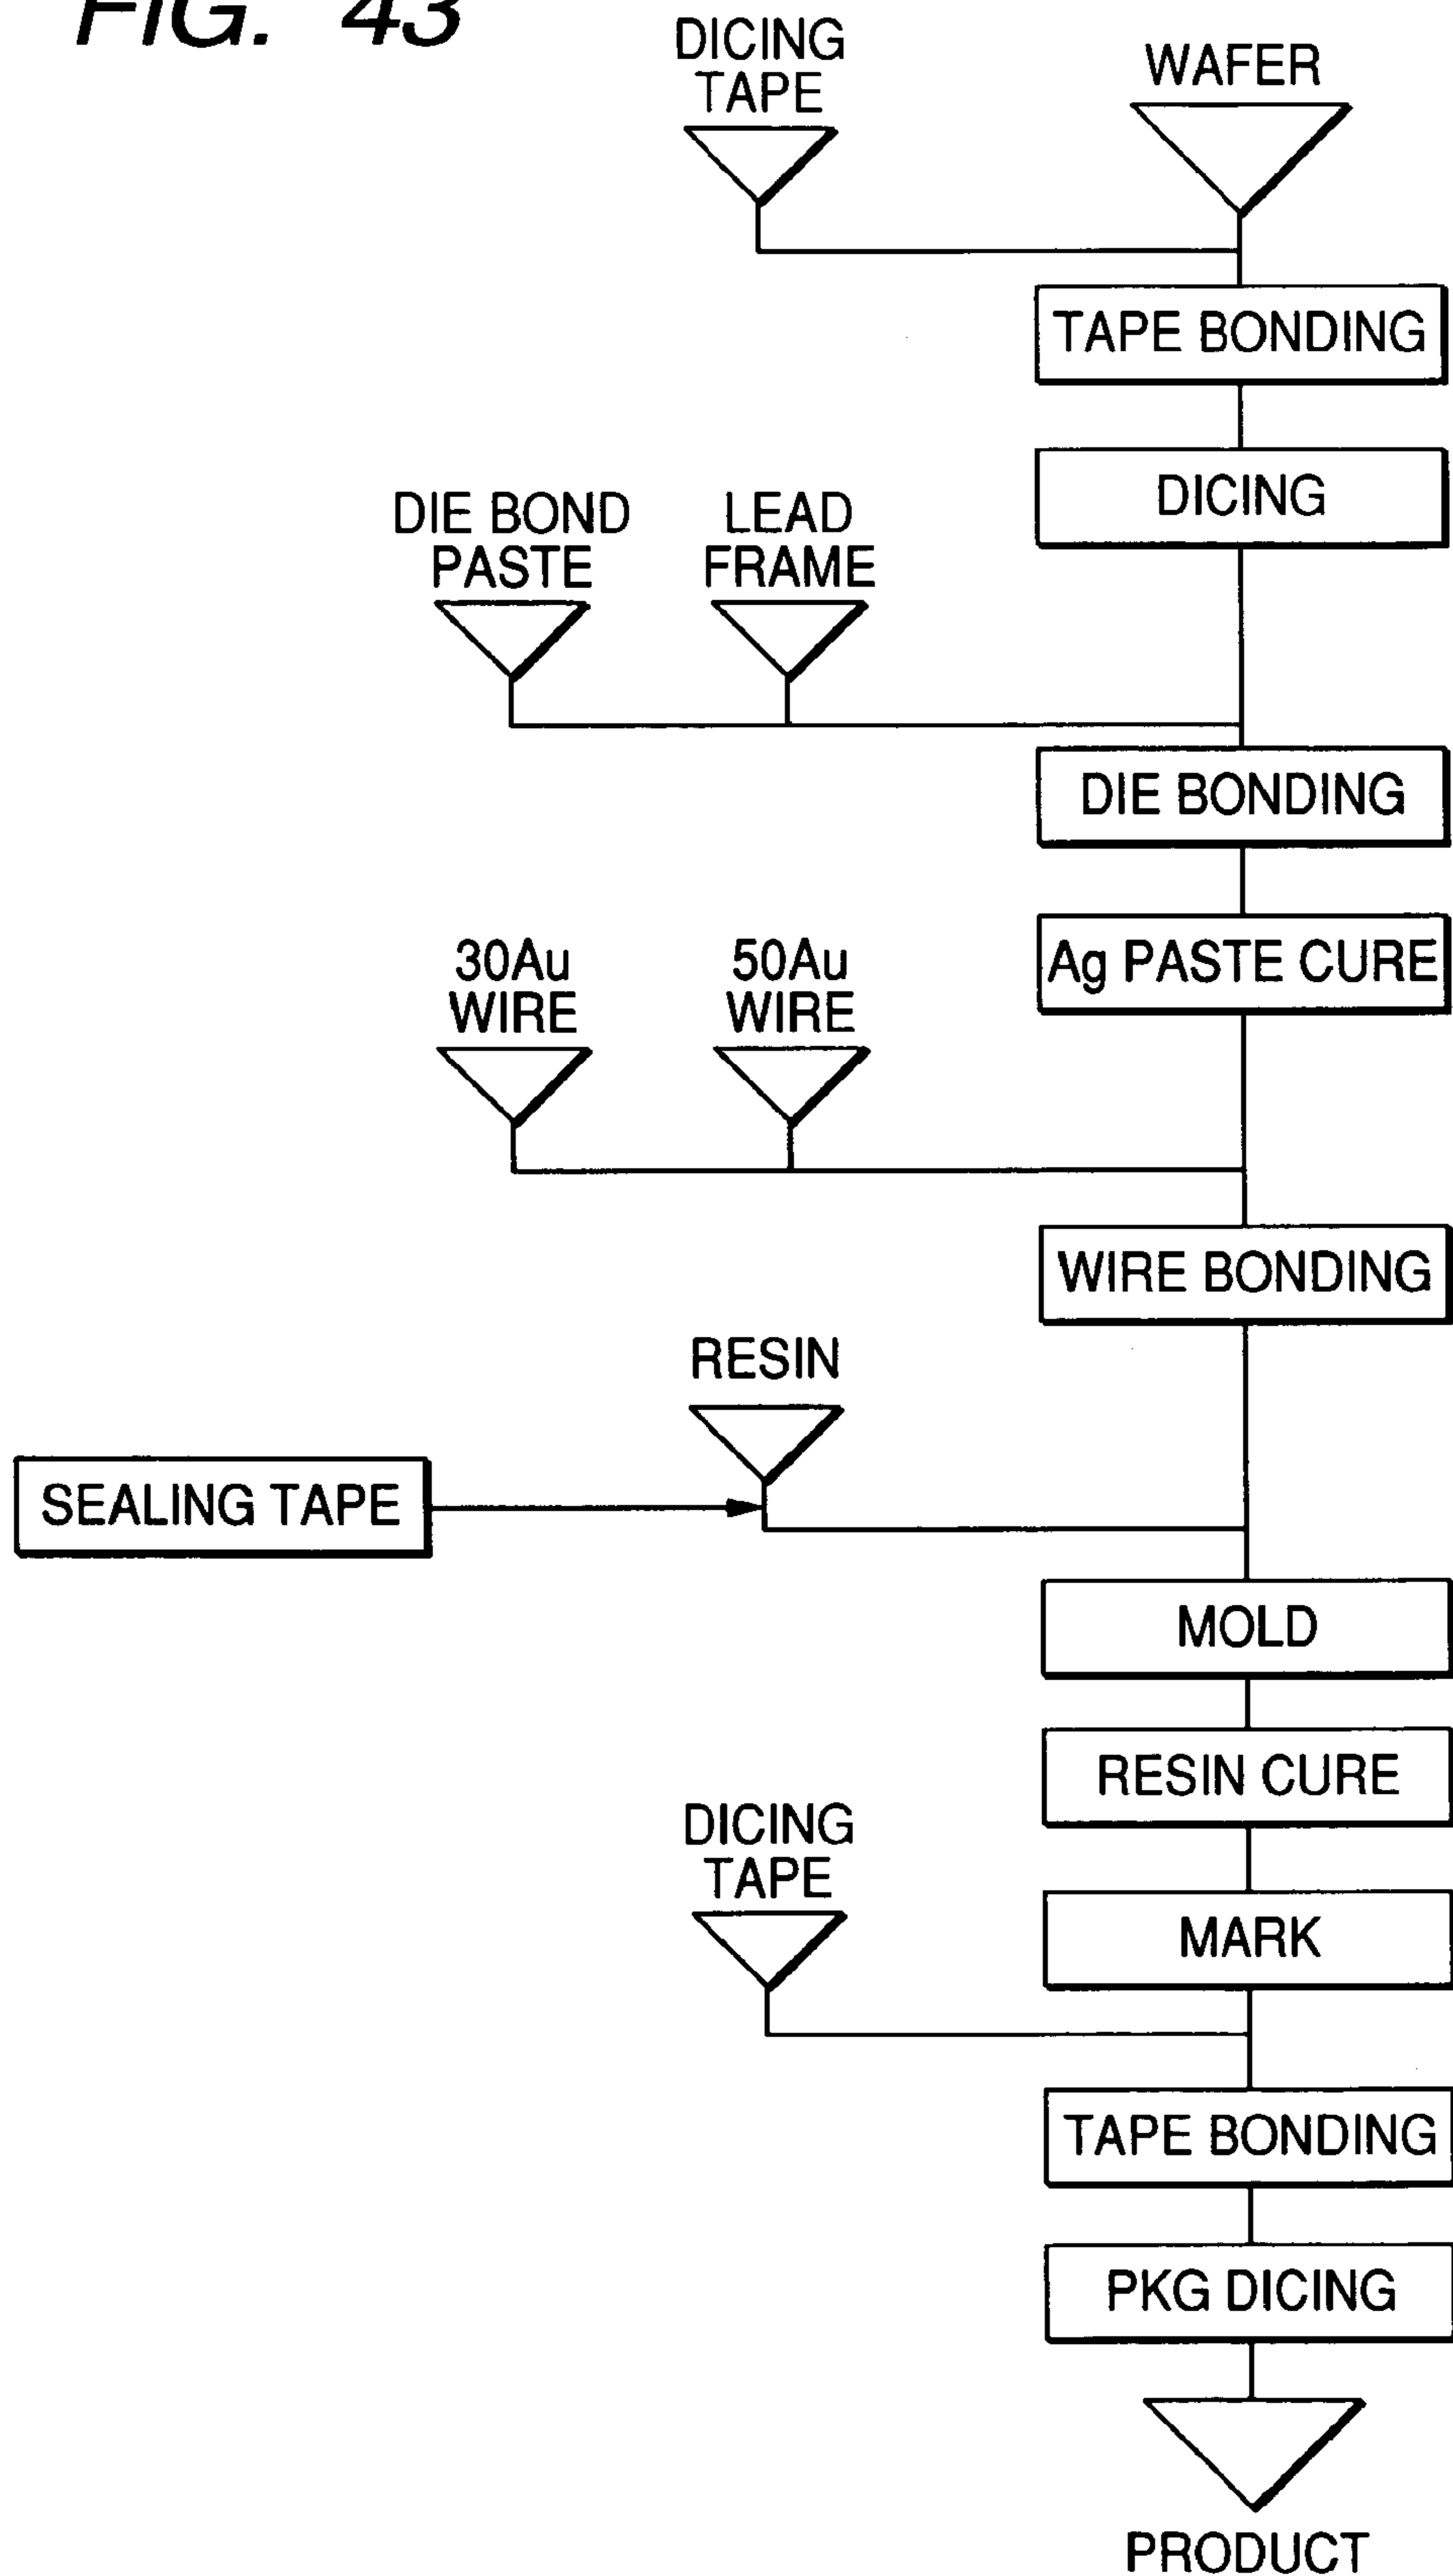 FIG. 43
DICING
TAPE
WAFER
TAPE BONDING
DICING
DIE BOND
PASTE
LEAD
FRAME
DIE BONDING
Ag PASTE CURE
30Au
WIRE
50Au
WIRE
WIRE BONDING
RESIN
SEALING TAPE
MOLD
RESIN CURE
DICING
TAPE
MARK
TAPE BONDING
PKG DICING
PRODUCT